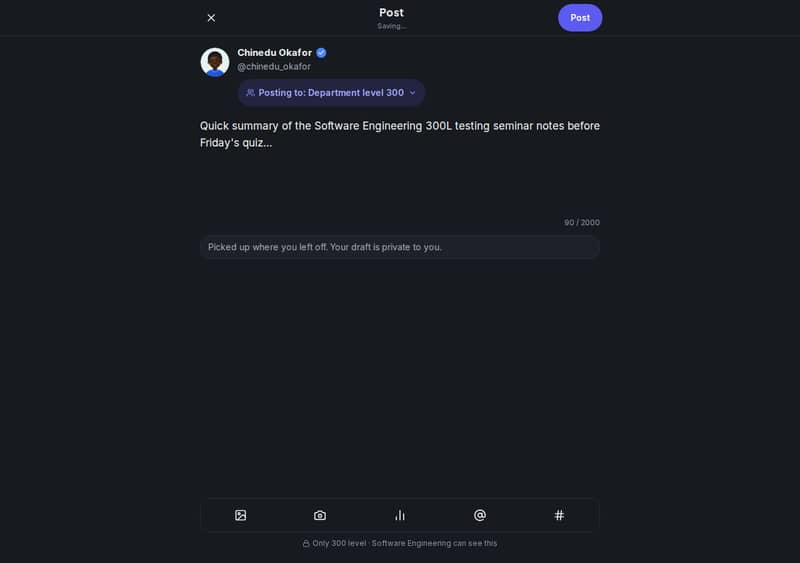 Post
Saving...
Post
Chinedu Okafor
@chinedu_okafor
Posting to: Department level 300
Quick summary of the Software Engineering 300L testing seminar notes before
Friday's quiz...
90 / 2000
Picked up where you left off. Your draft is private to you.
Only 300 level · Software Engineering can see this